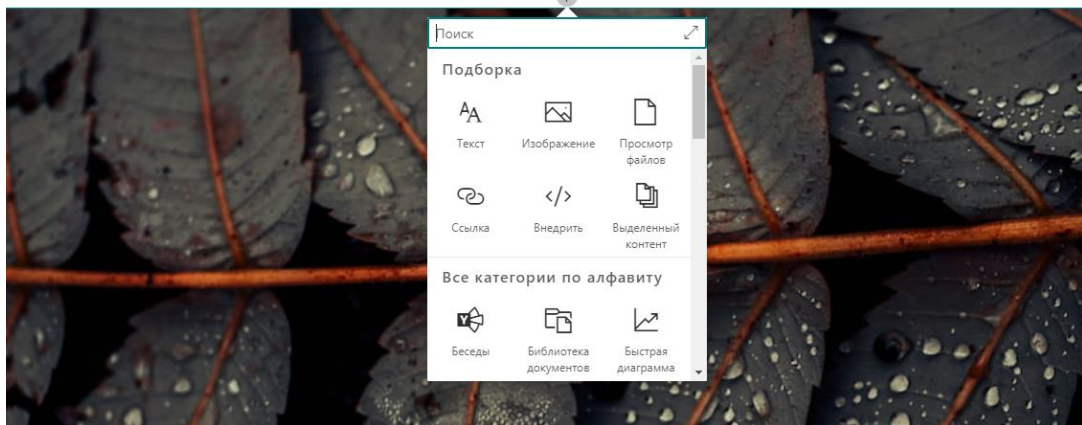 Поиск
Подборка
Текст
Изображение
Просмотр
файлов
Ссылка
Внедрить
Выделенный
контент
Все категории по алфавиту
Беседы
Библиотека
документов
Быстрая
диаграмма